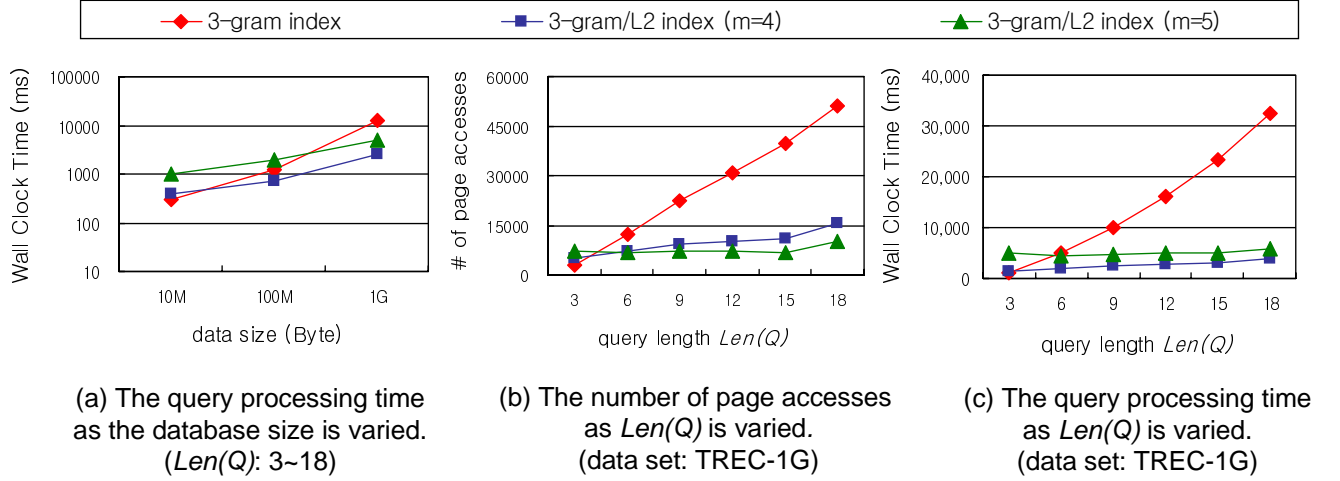 3-gram index 3-gram/L2 index (m=4) 3-gram/L2 index (m=5)
Wall Clock Time (ms)
100000
10000
1000
100
10
10M 100M 1G
data size (Byte)
(a) The query processing time
as the database size is varied.
(Len(Q): 3~18)
# of page accesses
60000
45000
30000
15000
0
3 6 9 12 15 18
query length Len(Q)
(b) The number of page accesses
as Len(Q) is varied.
(data set: TREC-1G)
Wall Clock Time (ms)
40,000
30,000
20,000
10,000
0
3 6 9 12 15 18
query length Len(Q)
(c) The query processing time
as Len(Q) is varied.
(data set: TREC-1G)